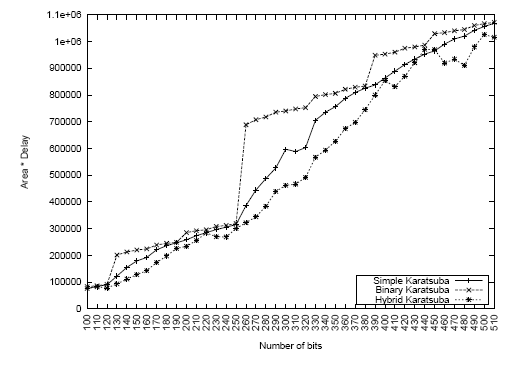 1.1e+06
1e+06
900000
800000
700000
600000
500000
400000
300000
200000
100000
0
Area * Delay
Simple Karatsuba
Binary Karatsuba
Hybrid Karatsuba
100 110 120 130 140 150 160 170 180 190 200 210 220 230 240 250 260 270 280 290 300 310 320 330 340 350 360 370 380 390 400 410 420 430 440 450 460 470 480 490 500 510
Number of bits